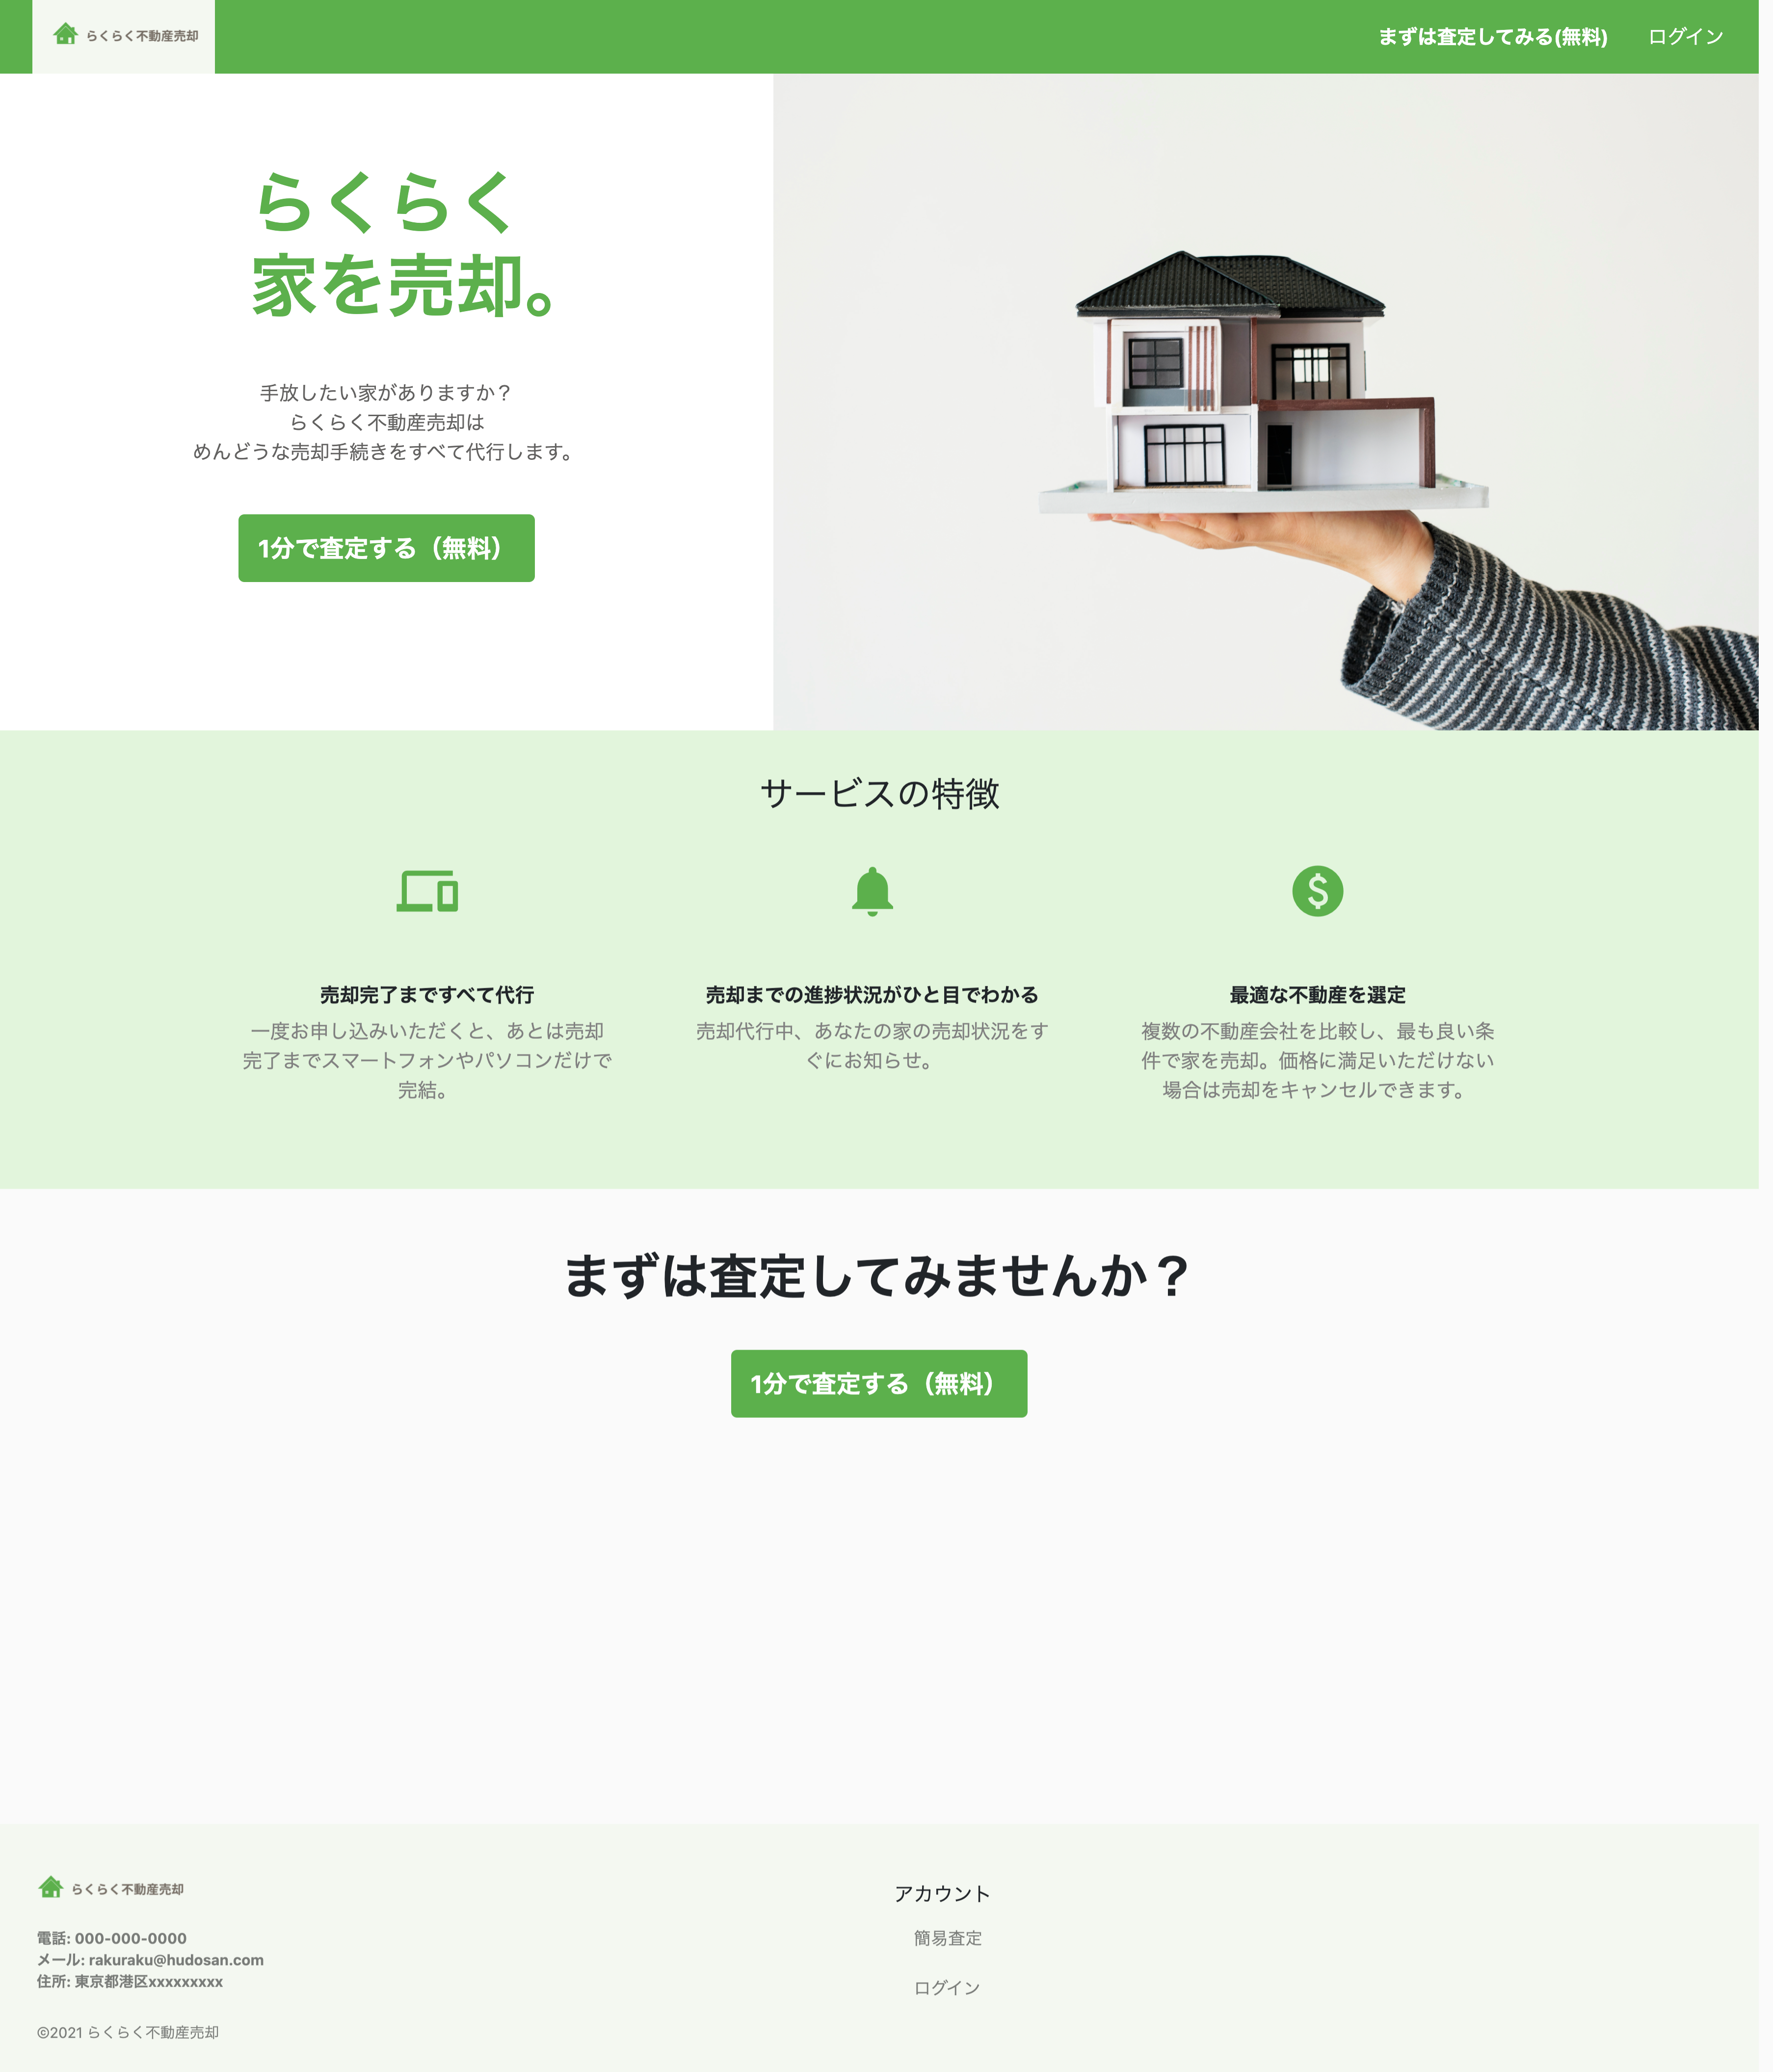 らくらく不動産売却
まずは査定してみる(無料)
ログイン
らくらく
家を売却。
手放したい家がありますか？
らくらく不動産売却は
めんどうな売却手続きをすべて代行します。
1分で査定する（無料）
サービスの特徴
売却完了まですべて代行
一度お申し込みいただくと、あとは売却
完了までスマートフォンやパソコンだけで
完結。
売却までの進捗状況がひと目でわかる
売却代行中、あなたの家の売却状況をす
ぐにお知らせ。
最適な不動産を選定
複数の不動産会社を比較し、最も良い条
件で家を売却。価格に満足いただけない
場合は売却をキャンセルできます。
まずは査定してみませんか？
1分で査定する（無料）
らくらく不動産売却
電話: 000-000-0000
メール: rakuraku@hudosan.com
住所: 東京都港区xxxxxxxxx
©2021 らくらく不動産売却
アカウント
簡易査定
ログイン